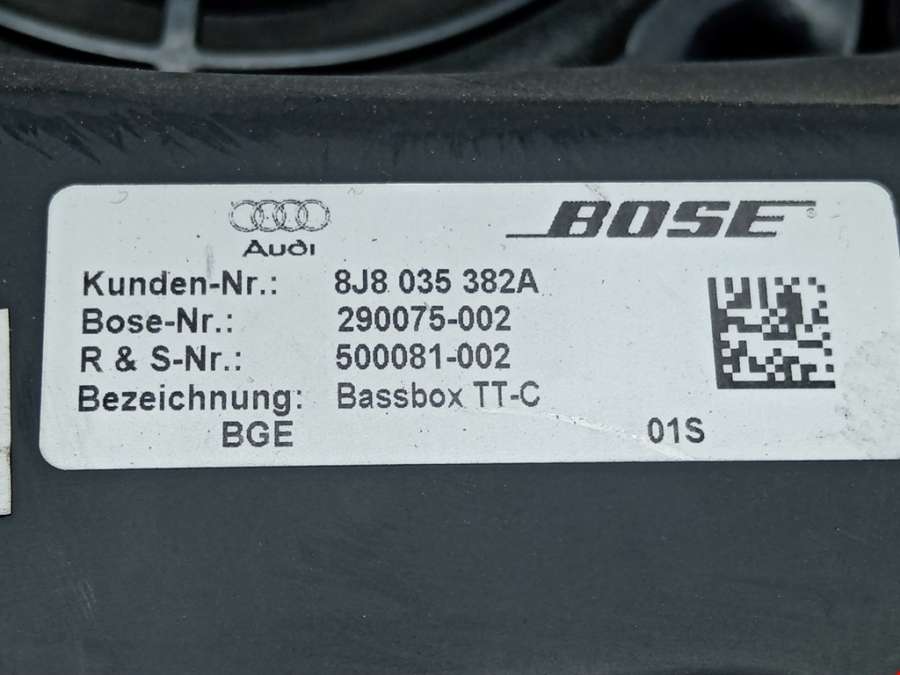 Audi
BOSE®
Kunden-Nr.: 8J8 035 382A
Bose-Nr.: 290075-002
R & S-Nr.: 500081-002
Bezeichnung: Bassbox TT-C
BGE 01S